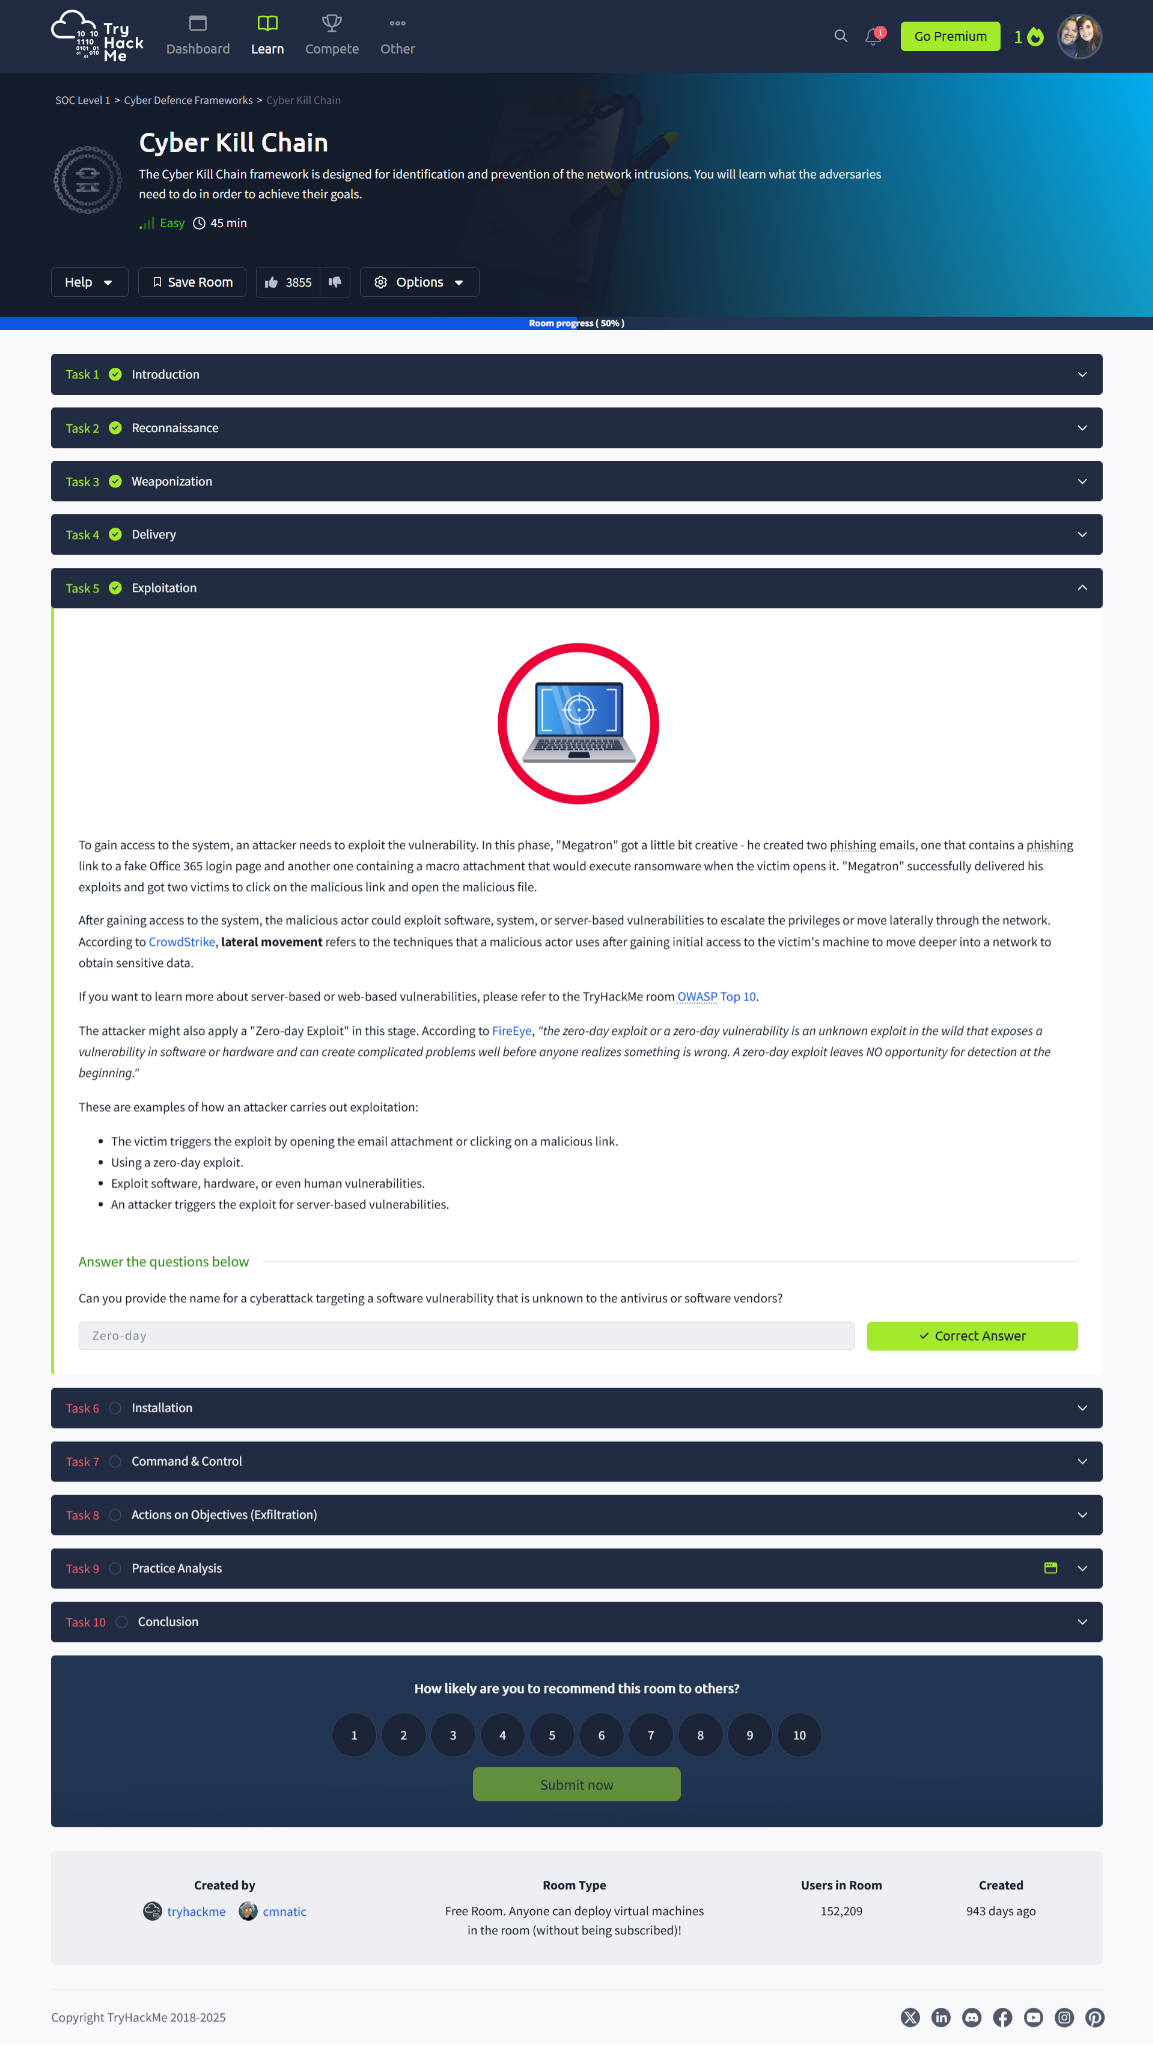 Try
Hack
Me
Dashboard
Learn
Compete
Other
1
Go Premium
1
SOC Level 1 > Cyber Defence Frameworks > Cyber Kill Chain
Cyber Kill Chain
The Cyber Kill Chain framework is designed for identification and prevention of the network intrusions. You will learn what the adversaries
need to do in order to achieve their goals.
Easy 45 min
Help
Save Room
3855
Options
Room progress ( 50% )
Task 1 Introduction
Task 2 Reconnaissance
Task 3 Weaponization
Task 4 Delivery
Task 5 Exploitation
To gain access to the system, an attacker needs to exploit the vulnerability. In this phase, "Megatron" got a little bit creative - he created two phishing emails, one that contains a phishing
link to a fake Office 365 login page and another one containing a macro attachment that would execute ransomware when the victim opens it. "Megatron" successfully delivered his
exploits and got two victims to click on the malicious link and open the malicious file.
After gaining access to the system, the malicious actor could exploit software, system, or server-based vulnerabilities to escalate the privileges or move laterally through the network.
According to CrowdStrike, lateral movement refers to the techniques that a malicious actor uses after gaining initial access to the victim's machine to move deeper into a network to
obtain sensitive data.
If you want to learn more about server-based or web-based vulnerabilities, please refer to the TryHackMe room OWASP Top 10.
The attacker might also apply a "Zero-day Exploit" in this stage. According to FireEye, "the zero-day exploit or a zero-day vulnerability is an unknown exploit in the wild that exposes a
vulnerability in software or hardware and can create complicated problems well before anyone realizes something is wrong. A zero-day exploit leaves NO opportunity for detection at the
beginning."
These are examples of how an attacker carries out exploitation:
• The victim triggers the exploit by opening the email attachment or clicking on a malicious link.
• Using a zero-day exploit.
• Exploit software, hardware, or even human vulnerabilities.
• An attacker triggers the exploit for server-based vulnerabilities.
Answer the questions below
Can you provide the name for a cyberattack targeting a software vulnerability that is unknown to the antivirus or software vendors?
Zero-day
Correct Answer
Task 6 Installation
Task 7 Command & Control
Task 8 Actions on Objectives (Exfiltration)
Task 9 Practice Analysis
Task 10 Conclusion
How likely are you to recommend this room to others?
1 2 3 4 5 6 7 8 9 10
Submit now
Created by
tryhackme cmnatic
Room Type
Free Room. Anyone can deploy virtual machines
in the room (without being subscribed)!
Users in Room
152,209
Created
943 days ago
Copyright TryHackMe 2018-2025